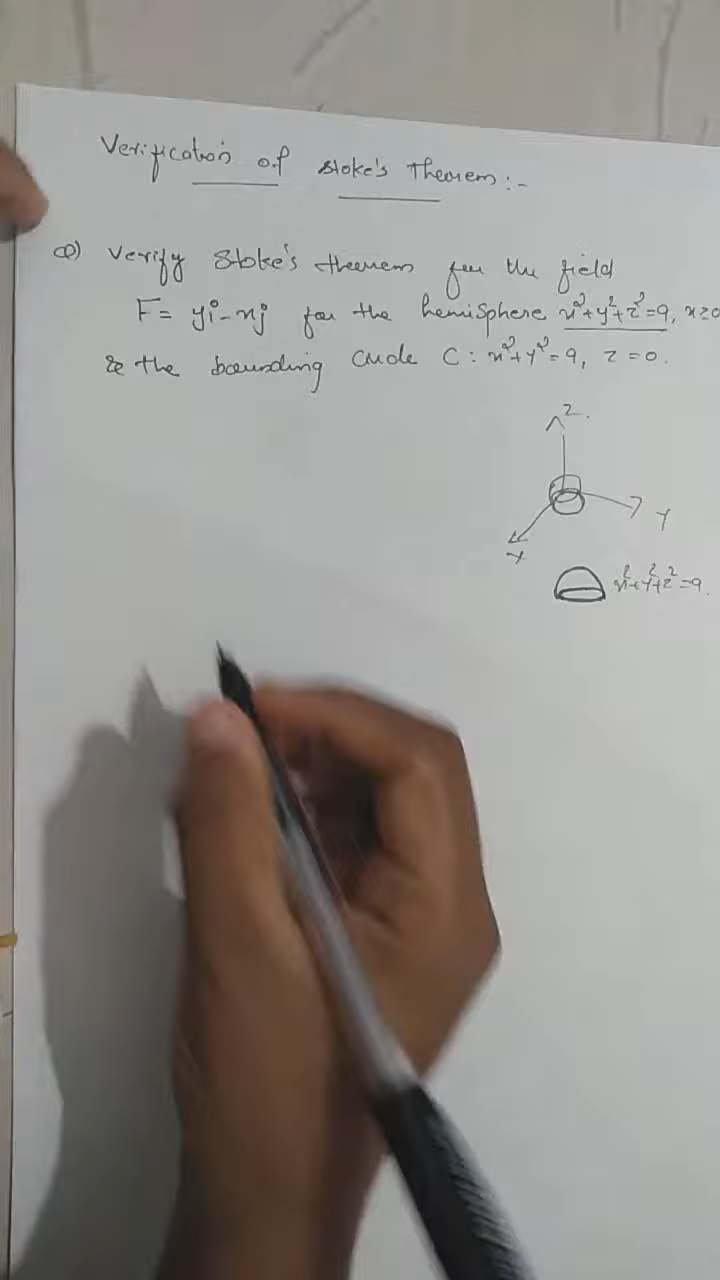 Verification of Stoke's Theorem:-
Q) Verify Stoke's theorem for the field
F = yi - xj for the hemisphere x²+y²+z²=9, x≥0
& the bounding circle C: x²+y²=9, z=0.
z.
y
x
x²+y²+z²=9.